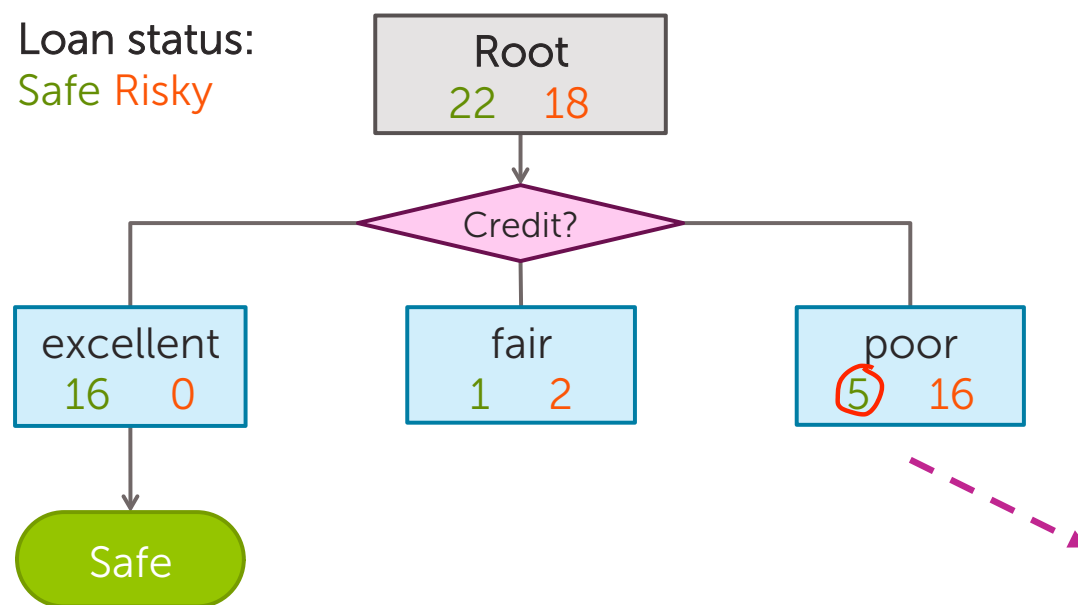 Loan status:
Safe Risky
Root
22 18
Credit?
excellent
16 0
fair
1 2
poor
5 16
Safe